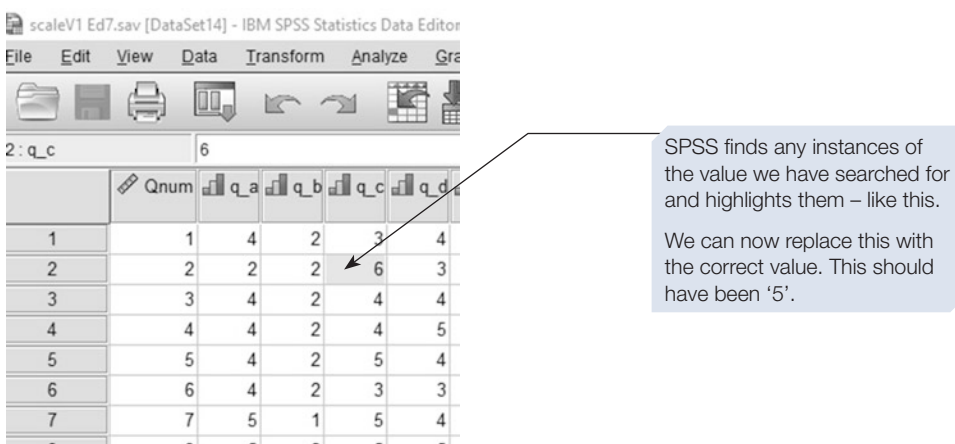 scaleV1 Ed7.sav [DataSet14] - IBM SPSS Statistics Data Editor
File Edit View Data Transform Analyze Gra
2 : q_c 6
Qnum q_a q_b q_c q_d
1 1 4 2 3 4
2 2 2 2 6 3
3 3 4 2 4 4
4 4 4 2 4 5
5 5 4 2 5 4
6 6 4 2 3 3
7 7 5 1 5 4
SPSS finds any instances of
the value we have searched for
and highlights them – like this.
We can now replace this with
the correct value. This should
have been ‘5’.